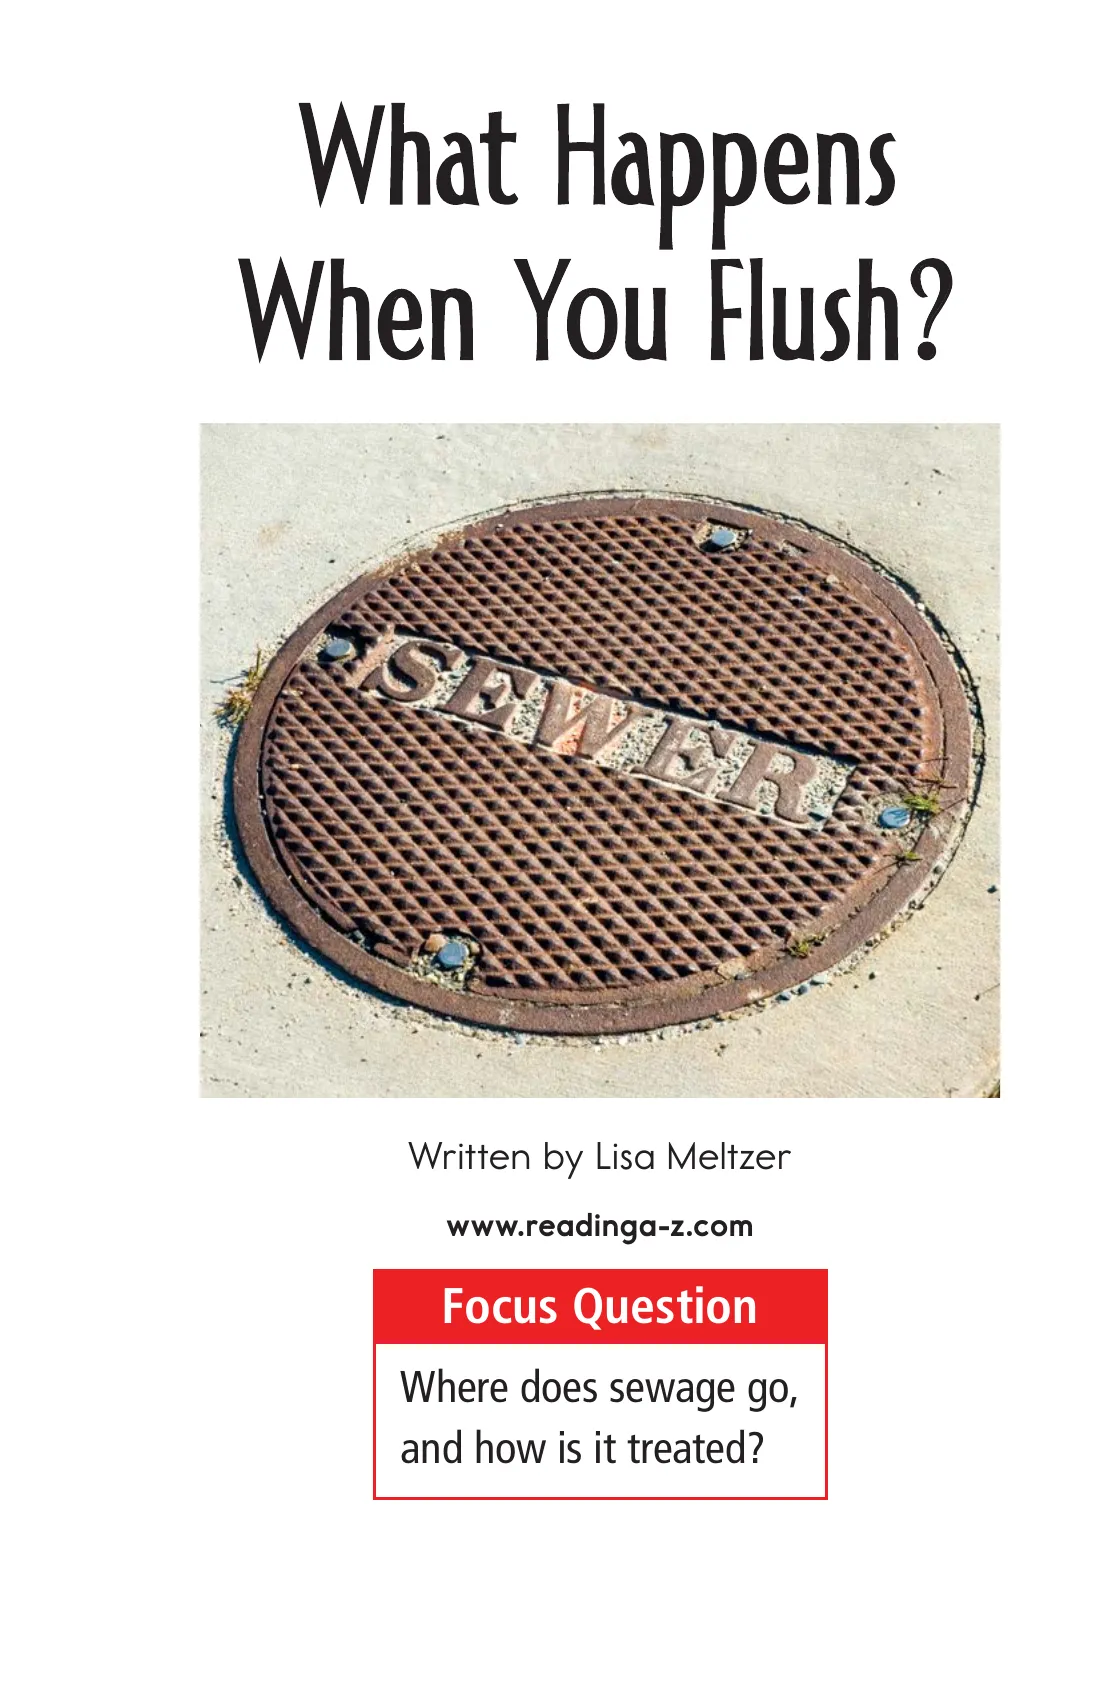 What Happens
When You Flush?
SEWER
Written by Lisa Meltzer
www.readinga-z.com
Focus Question
Where does sewage go,
and how is it treated?